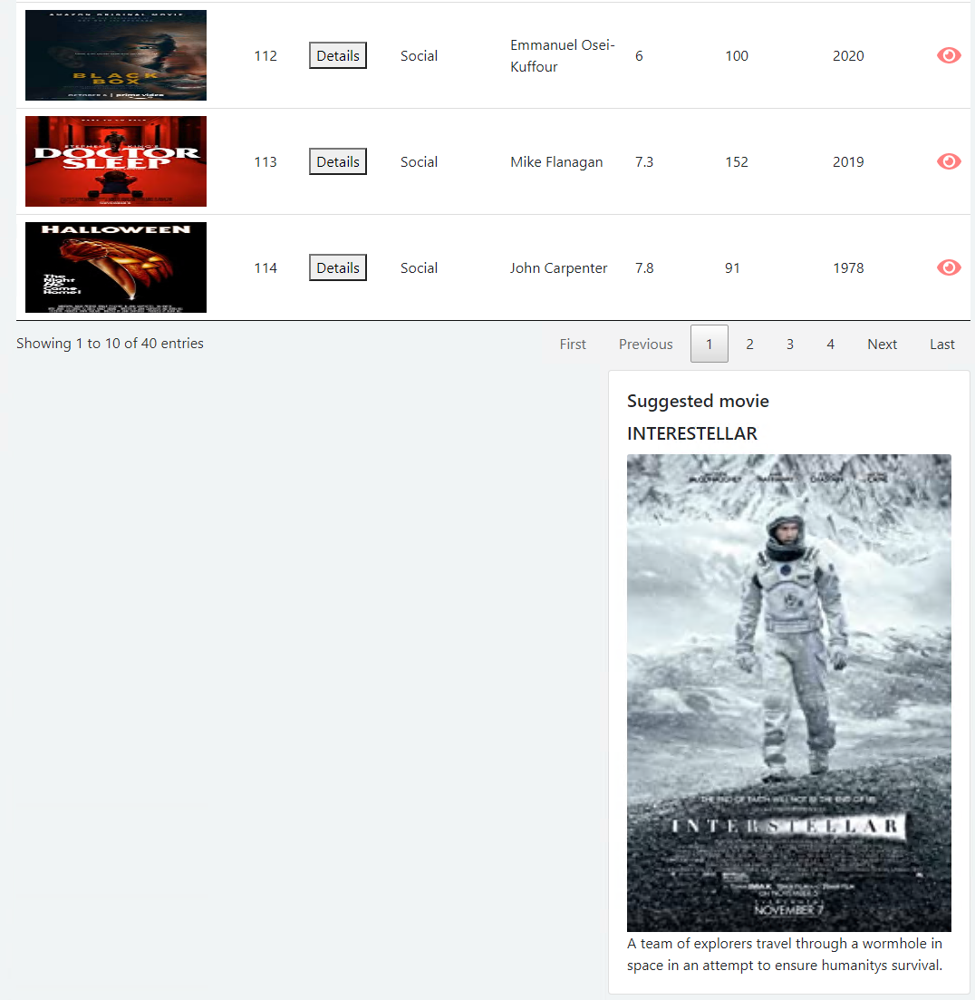 AMAZON ORIGINAL MOVIE
BLACK
BOX
OCTOBER 6 | prime video
112
Details
Social
Emmanuel Osei-
Kuffour
6
100
2020
STEPHEN KING'S
DOCTOR
SLEEP
113
Details
Social
Mike Flanagan
7.3
152
2019
HALLOWEEN
The
Night
He
Came
Home!
114
Details
Social
John Carpenter
7.8
91
1978
Showing 1 to 10 of 40 entries
First Previous 1 2 3 4 Next Last
Suggested movie
INTERESTELLAR
THE END OF EARTH WILL NOT BE THE END OF US
INTERSTELLAR
NOVEMBER 7
A team of explorers travel through a wormhole in
space in an attempt to ensure humanitys survival.